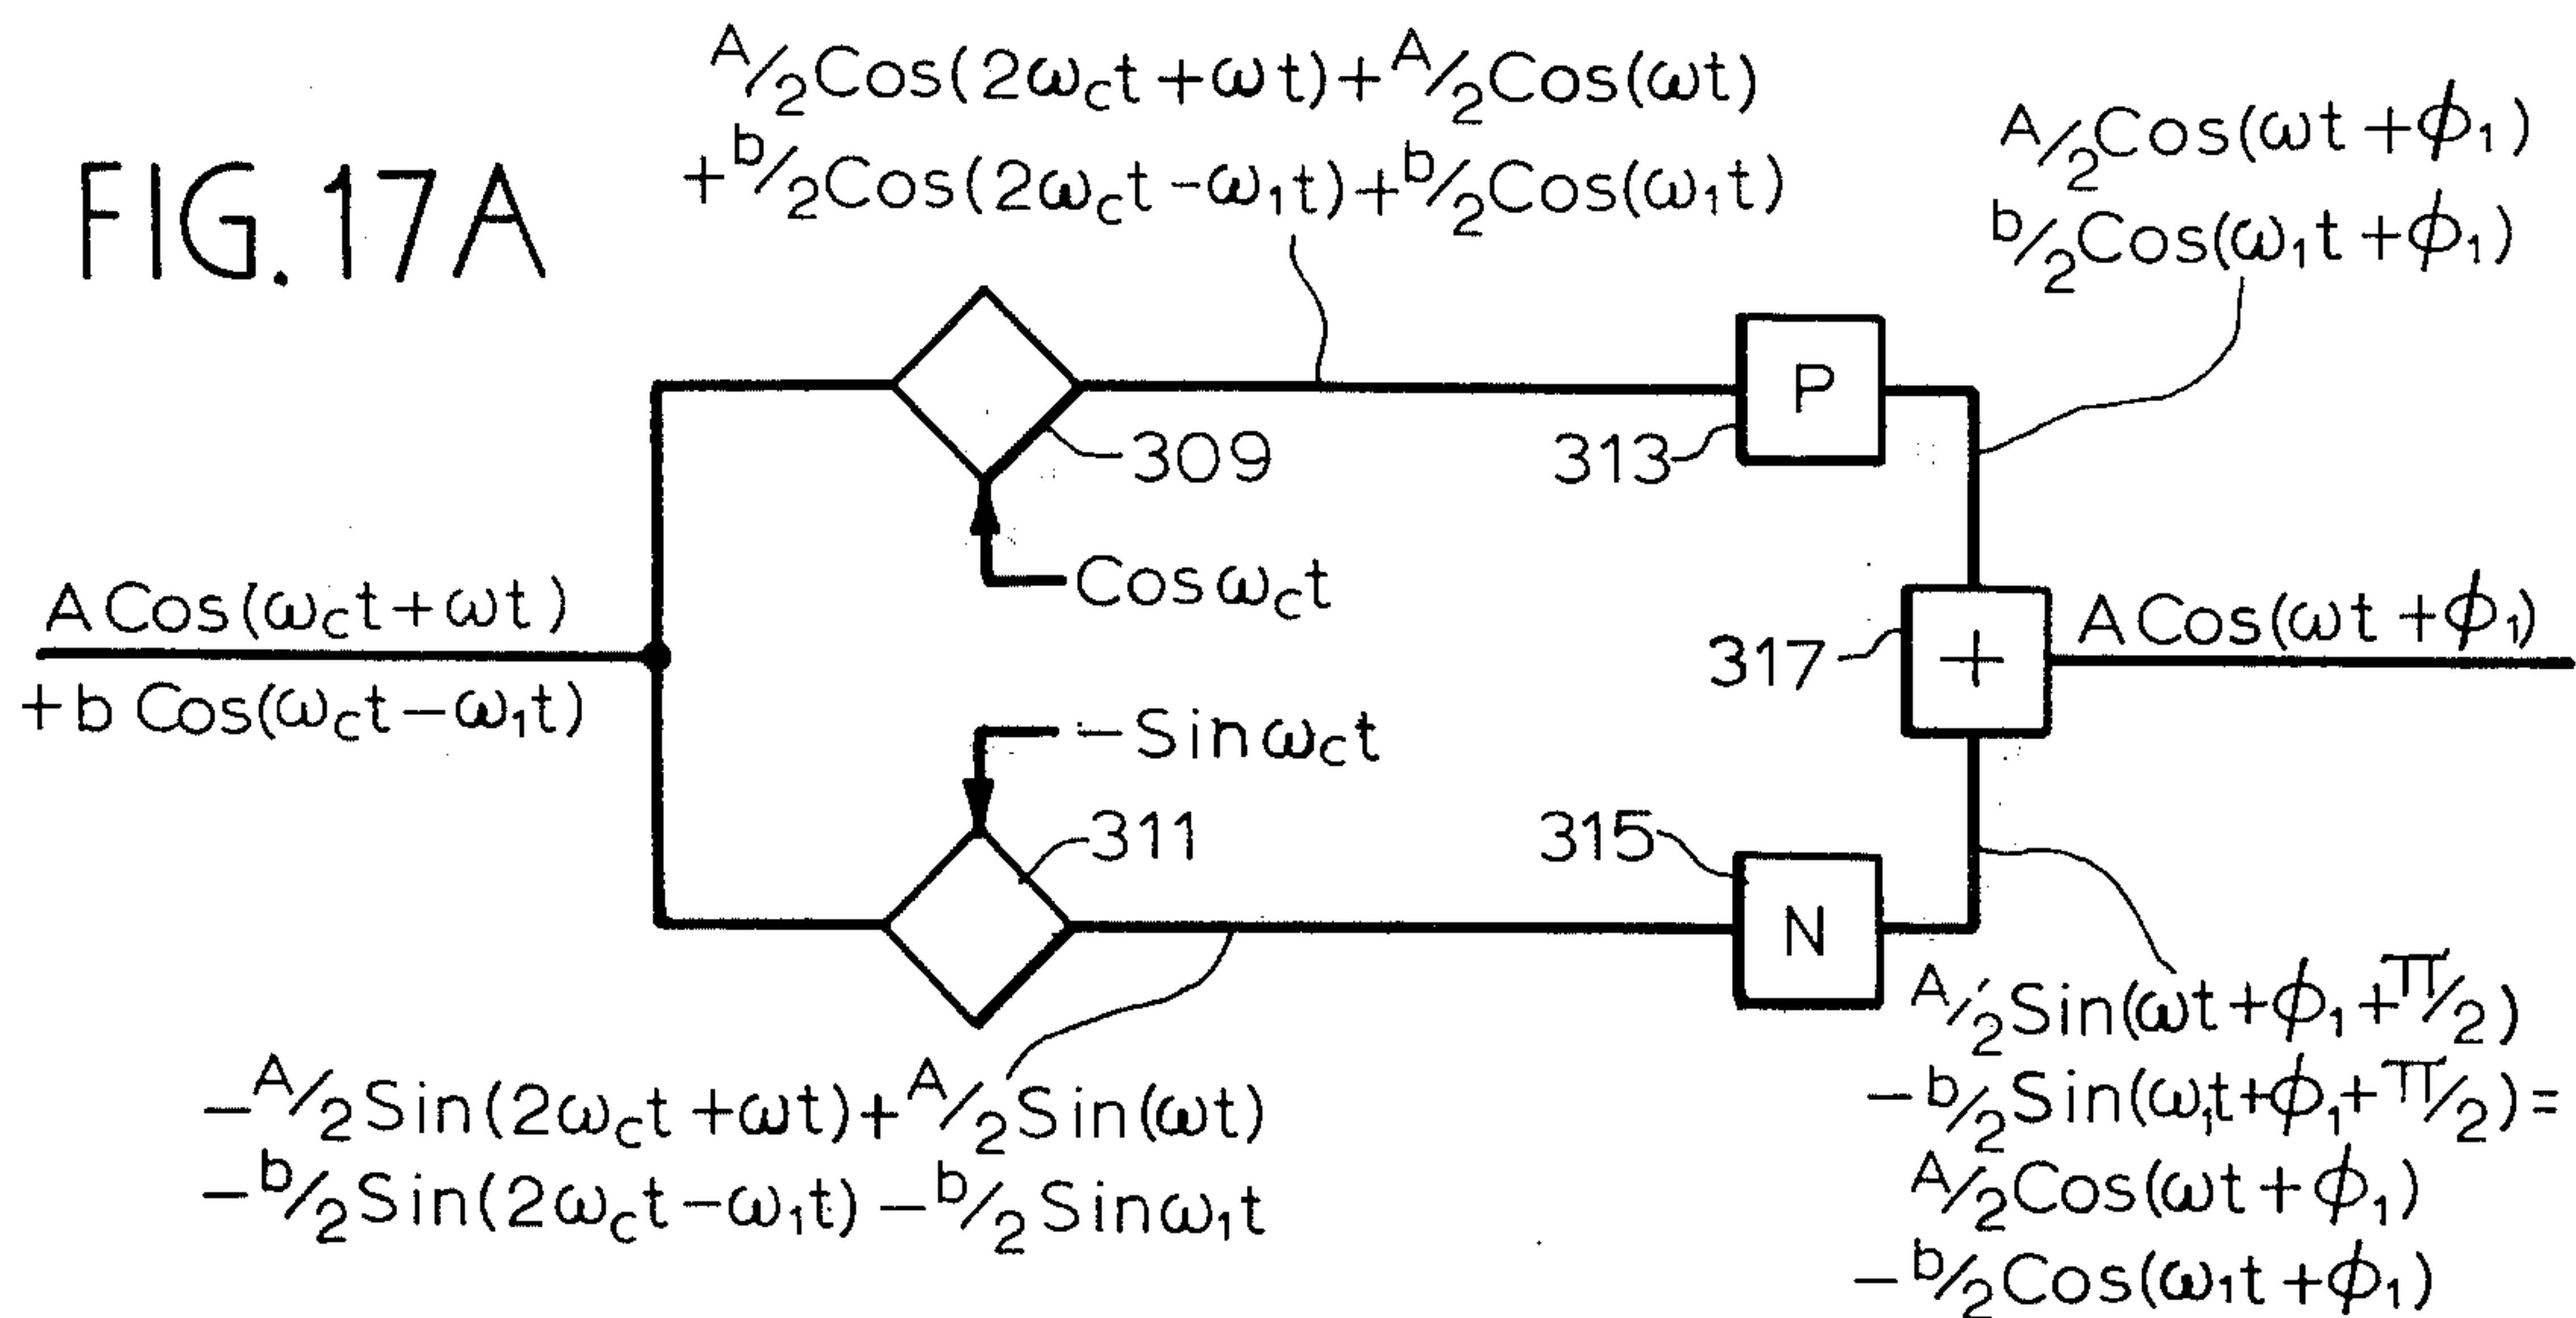 FIG.17A
A/2Cos(2ωct+ωt)+A/2Cos(ωt)
+b/2Cos(2ωct-ω1t)+b/2Cos(ω1t)
A/2Cos(ωt+ϕ1)
b/2Cos(ω1t+ϕ1)
309
313
P
Cosωct
ACos(ωct+ωt)
+b Cos(ωct-ω1t)
317
+
ACos(ωt+ϕ1)
-Sinωct
311
315
N
-A/2Sin(2ωct+ωt)+A/2Sin(ωt)
-b/2Sin(2ωct-ω1t)-b/2Sinω1t
A/2Sin(ωt+ϕ1+π/2)
-b/2Sin(ω1t+ϕ1+π/2)=
A/2Cos(ωt+ϕ1)
-b/2Cos(ω1t+ϕ1)